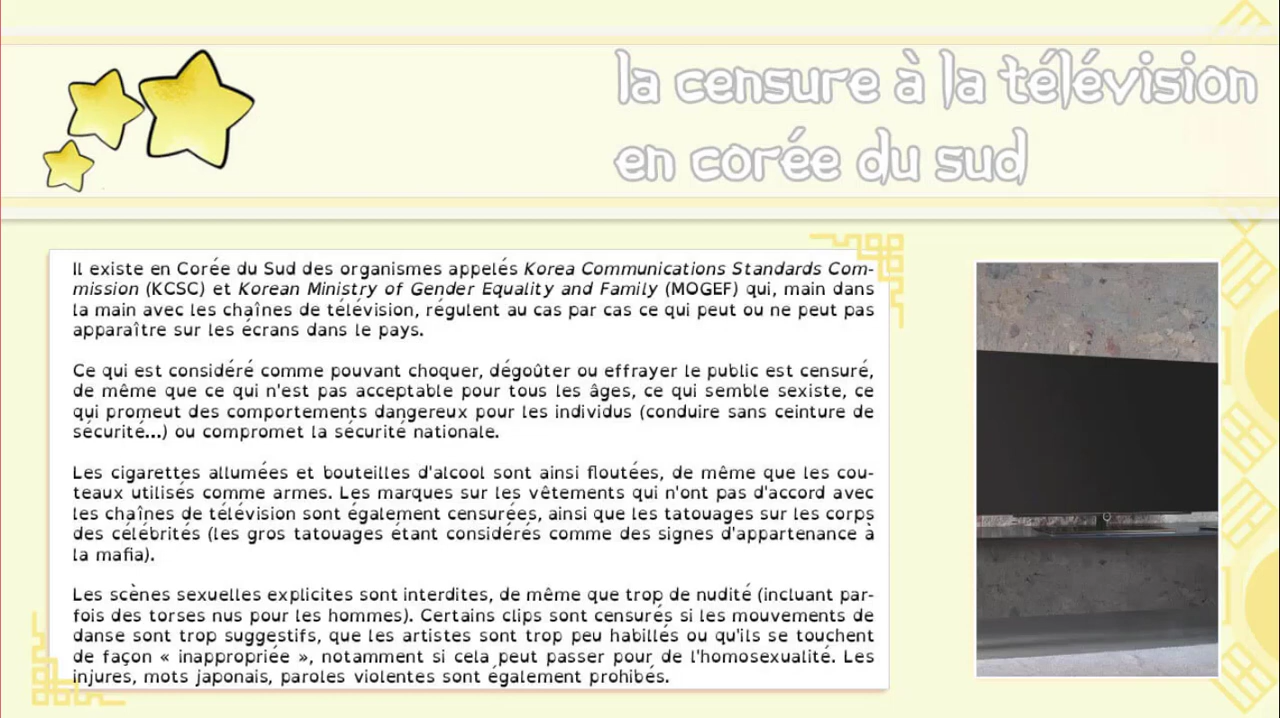 la censure à la télévision
en corée du sud
Il existe en Corée du Sud des organismes appelés Korea Communications Standards Com-
mission (KCSC) et Korean Ministry of Gender Equality and Family (MOGEF) qui, main dans
la main avec les chaînes de télévision, régulent au cas par cas ce qui peut ou ne peut pas
apparaître sur les écrans dans le pays.
Ce qui est considéré comme pouvant choquer, dégoûter ou effrayer le public est censuré,
de même que ce qui n'est pas acceptable pour tous les âges, ce qui semble sexiste, ce
qui promeut des comportements dangereux pour les individus (conduire sans ceinture de
sécurité...) ou compromet la sécurité nationale.
Les cigarettes allumées et bouteilles d'alcool sont ainsi floutées, de même que les cou-
teaux utilisés comme armes. Les marques sur les vêtements qui n'ont pas d'accord avec
les chaînes de télévision sont également censurées, ainsi que les tatouages sur les corps
des célébrités (les gros tatouages étant considérés comme des signes d'appartenance à
la mafia).
Les scènes sexuelles explicites sont interdites, de même que trop de nudité (incluant par-
fois des torses nus pour les hommes). Certains clips sont censurés si les mouvements de
danse sont trop suggestifs, que les artistes sont trop peu habillés ou qu'ils se touchent
de façon « inappropriée », notamment si cela peut passer pour de l'homosexualité. Les
injures, mots japonais, paroles violentes sont également prohibés.